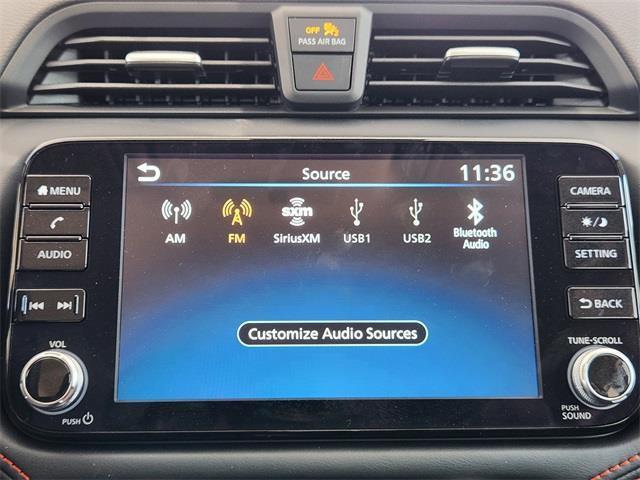 OFF
PASS AIR BAG
Source 11:36
MENU
AUDIO
AM FM SiriusXM USB1 USB2 Bluetooth Audio
sxm
Customize Audio Sources
CAMERA
SETTING
BACK
VOL
PUSH
TUNE-SCROLL
PUSH
SOUND